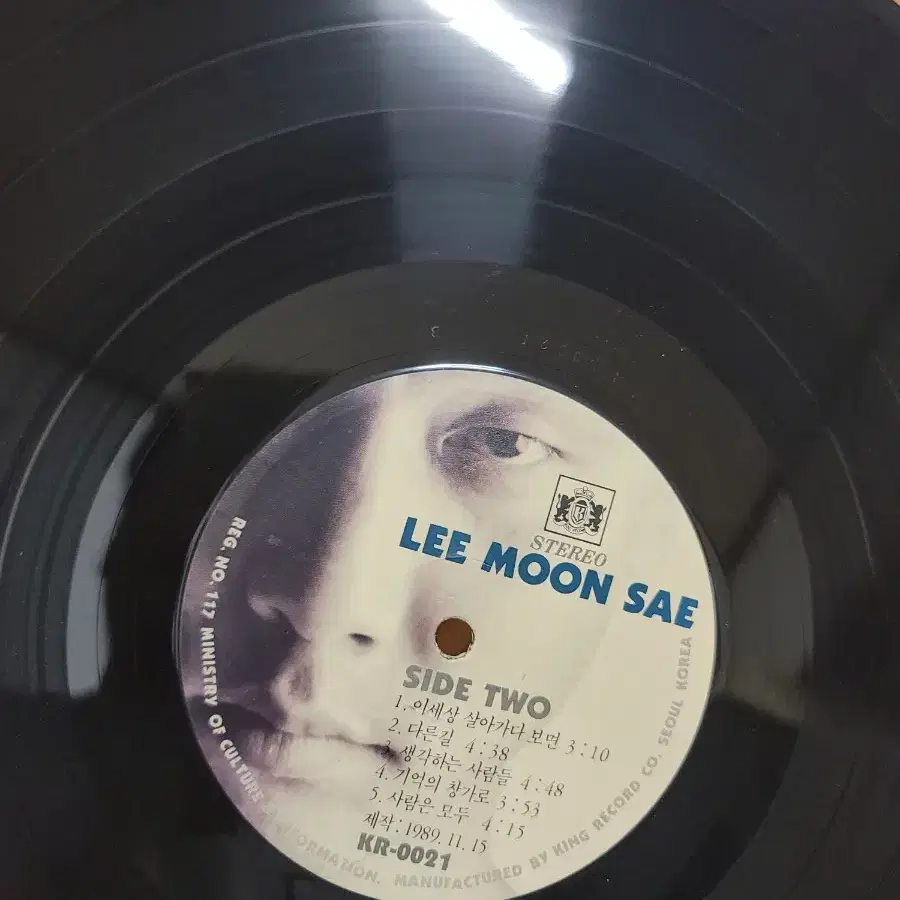 STEREO
LEE MOON SAE
SIDE TWO
1. 이세상 살아가다 보면 3:10
2. 다른길 4:38
3. 생각하는 사람들 4:48
4. 기억의 창가로 3:53
5. 사람은 모두 4:15
제작:1989.11.15
KR-0021
REG. NO. 117 MINISTRY OF CULTURE INFORMATION. MANUFACTURED BY KING RECORD CO. SEOUL KOREA